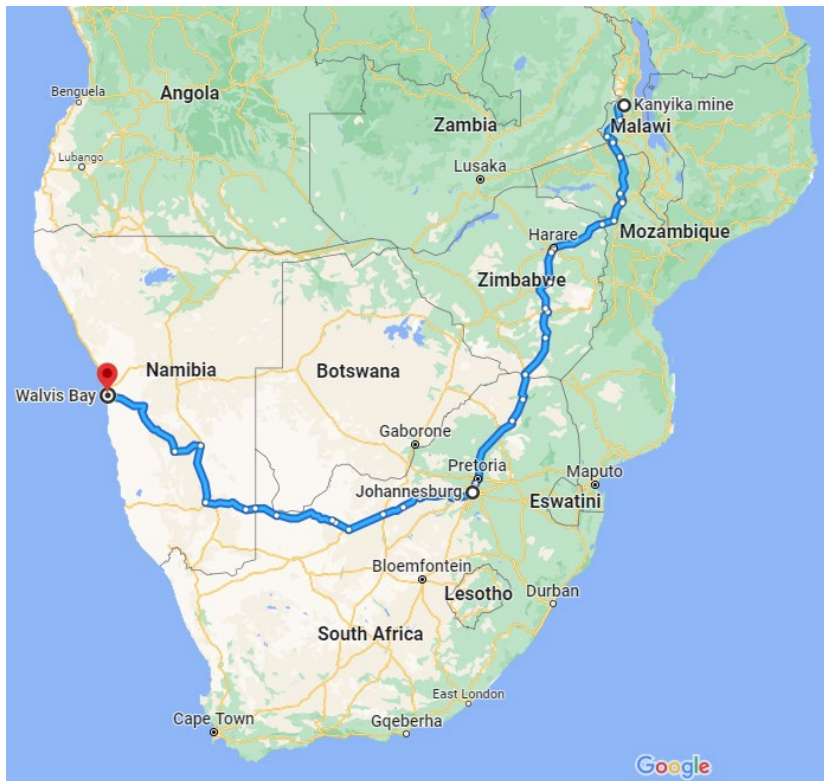 Kanyika mine
Benguela
Angola
Malawi
Zambia
Lubango
Lusaka
Mozambique
Harare
Zimbabwe
Namibia
Botswana
Walvis Bay
Gaborone
Pretoria
Maputo
Johannesburg
Eswatini
Bloemfontein
Lesotho
Durban
South Africa
East London
Cape Town
Gqeberha
Google